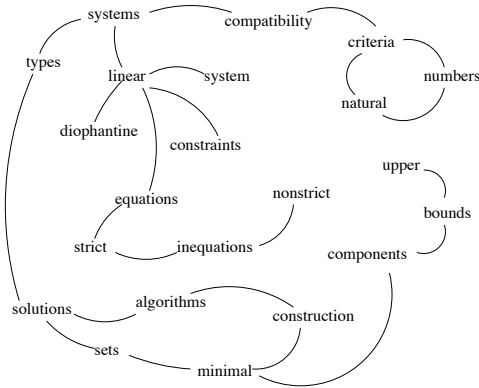 systems
compatibility
criteria
types
linear
system
numbers
natural
diophantine
constraints
upper
equations
nonstrict
bounds
strict
inequations
components
solutions
algorithms
construction
sets
minimal